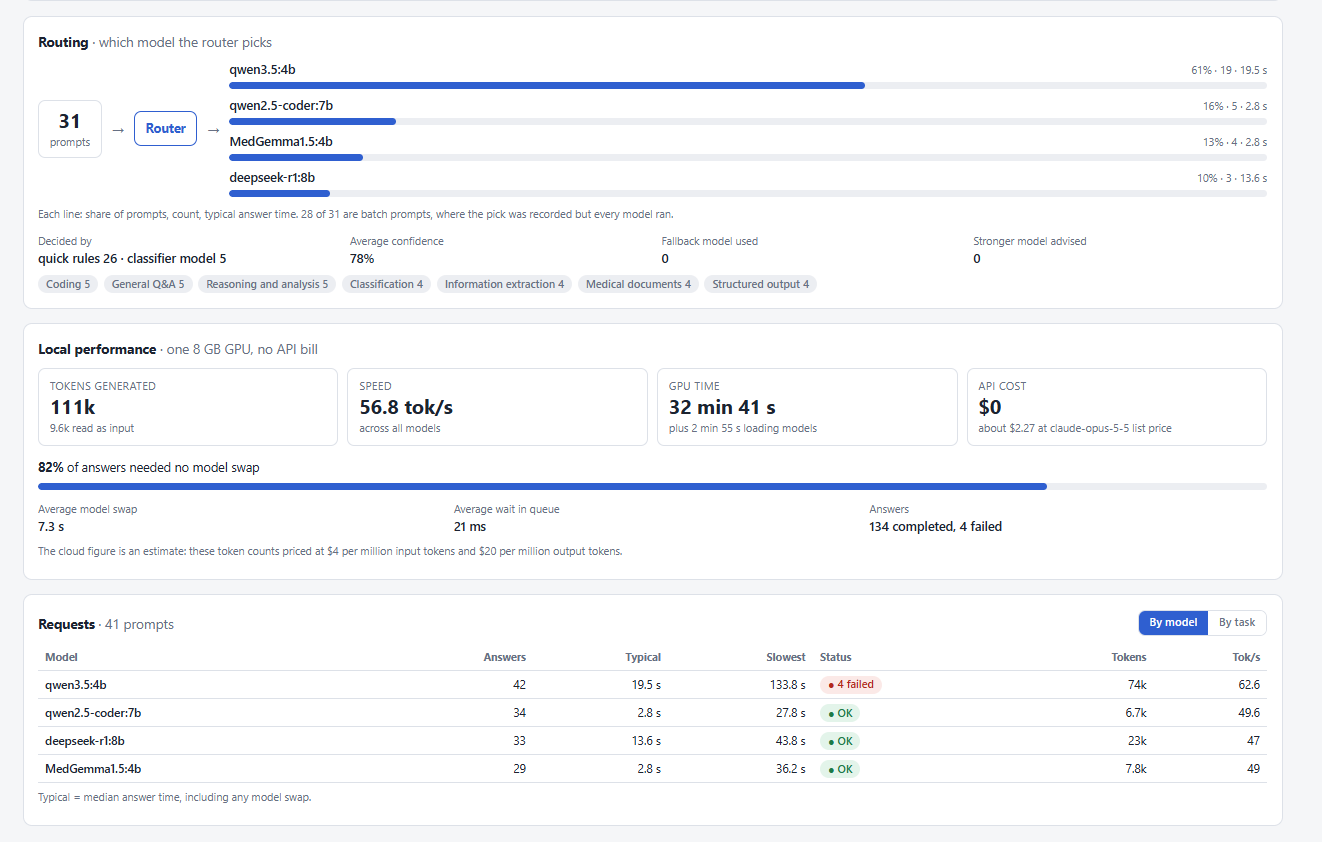 Routing · which model the router picks
31
prompts
→
Router
→
qwen3.5:4b
61% · 19 · 19.5 s
qwen2.5-coder:7b
16% · 5 · 2.8 s
MedGemma1.5:4b
13% · 4 · 2.8 s
deepseek-r1:8b
10% · 3 · 13.6 s
Each line: share of prompts, count, typical answer time. 28 of 31 are batch prompts, where the pick was recorded but every model ran.
Decided by
quick rules 26 · classifier model 5
Average confidence
78%
Fallback model used
0
Stronger model advised
0
Coding 5
General Q&A 5
Reasoning and analysis 5
Classification 4
Information extraction 4
Medical documents 4
Structured output 4
Local performance · one 8 GB GPU, no API bill
TOKENS GENERATED
111k
9.6k read as input
SPEED
56.8 tok/s
across all models
GPU TIME
32 min 41 s
plus 2 min 55 s loading models
API COST
$0
about $2.27 at claude-opus-5-5 list price
82% of answers needed no model swap
Average model swap
7.3 s
Average wait in queue
21 ms
Answers
134 completed, 4 failed
The cloud figure is an estimate: these token counts priced at $4 per million input tokens and $20 per million output tokens.
Requests · 41 prompts
By model
By task
Model Answers Typical Slowest Status Tokens Tok/s
qwen3.5:4b 42 19.5 s 133.8 s ● 4 failed 74k 62.6
qwen2.5-coder:7b 34 2.8 s 27.8 s ● OK 6.7k 49.6
deepseek-r1:8b 33 13.6 s 43.8 s ● OK 23k 47
MedGemma1.5:4b 29 2.8 s 36.2 s ● OK 7.8k 49
Typical = median answer time, including any model swap.